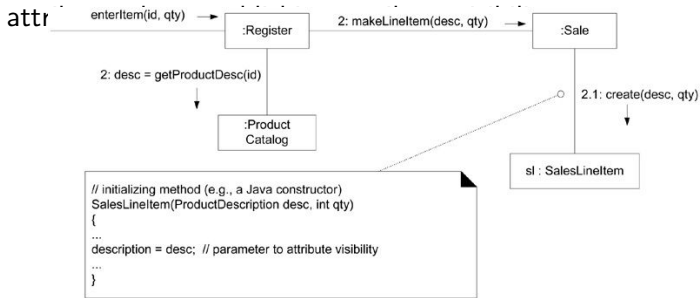 attr
enterItem(id, qty)
:Register
2: makeLineItem(desc, qty)
:Sale
2: desc = getProductDesc(id)
2.1: create(desc, qty)
:Product
Catalog
sl : SalesLineItem
// initializing method (e.g., a Java constructor)
SalesLineItem(ProductDescription desc, int qty)
{
...
description = desc;  // parameter to attribute visibility
...
}